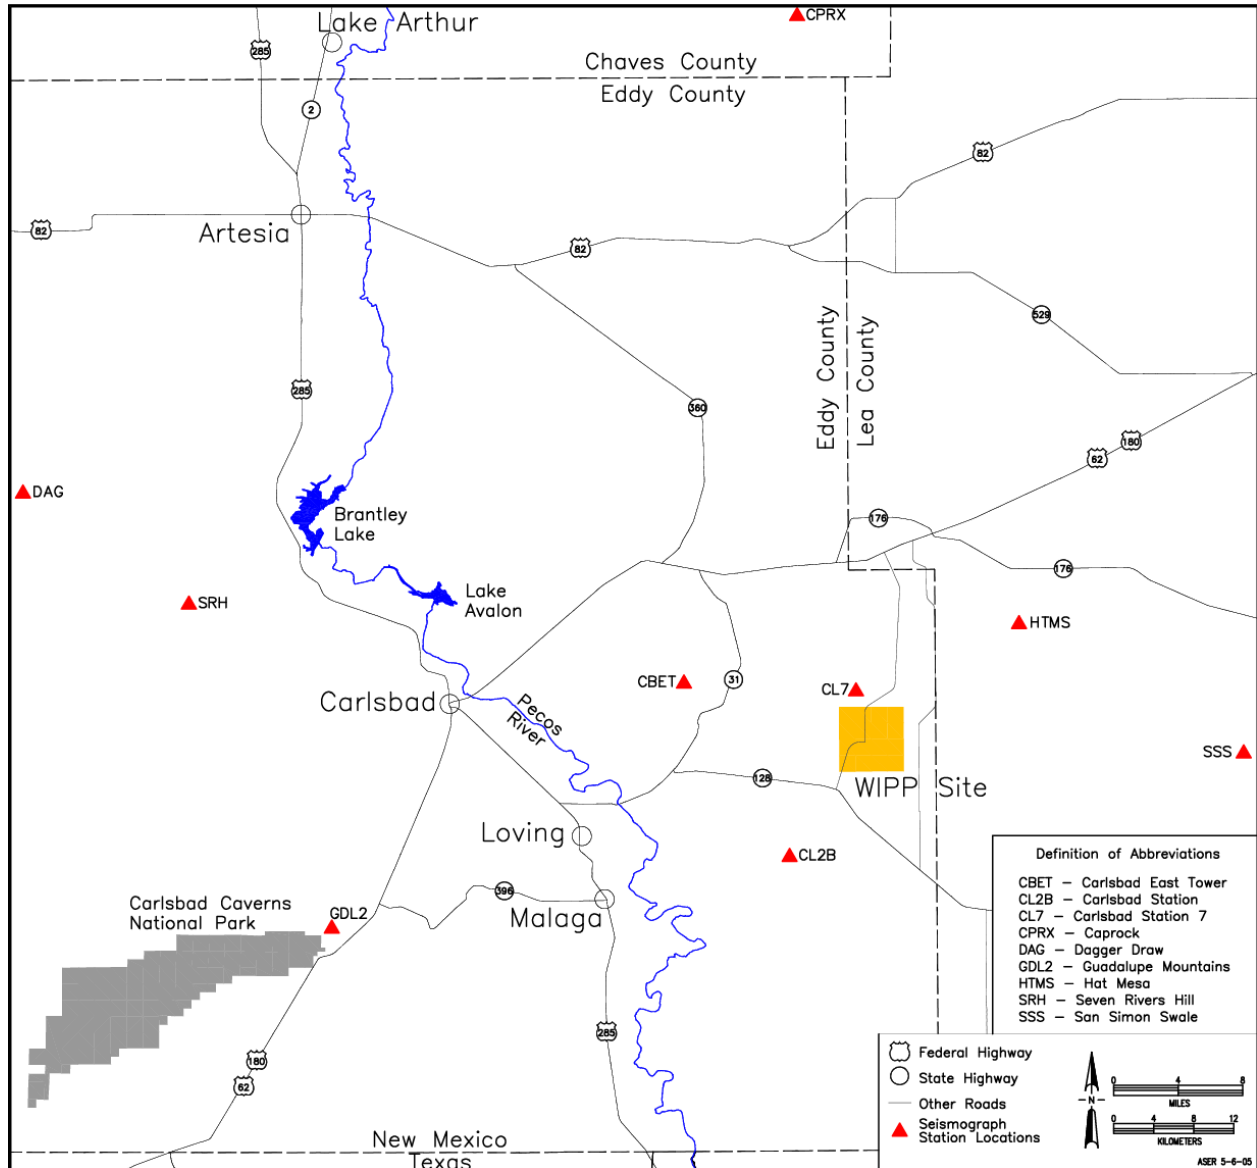 Lake Arthur
CPRX
285
Chaves County
Eddy County
2
82
Artesia
82
82
529
Eddy County
Lea County
285
360
180
62
DAG
Brantley
Lake
176
176
Lake
Avalon
SRH
HTMS
Carlsbad
CBET
31
CL7
Pecos
River
SSS
128
WIPP Site
Loving
CL2B
396
Malaga
Carlsbad Caverns
National Park
GDL2
285
180
62
New Mexico
Texas
Definition of Abbreviations
CBET – Carlsbad East Tower
CL2B – Carlsbad Station
CL7 – Carlsbad Station 7
CPRX – Caprock
DAG – Dagger Draw
GDL2 – Guadalupe Mountains
HTMS – Hat Mesa
SRH – Seven Rivers Hill
SSS – San Simon Swale
Federal Highway
State Highway
Other Roads
Seismograph
Station Locations
N
0 4 8
MILES
0 4 8 12
KILOMETERS
ASER 5-6-05